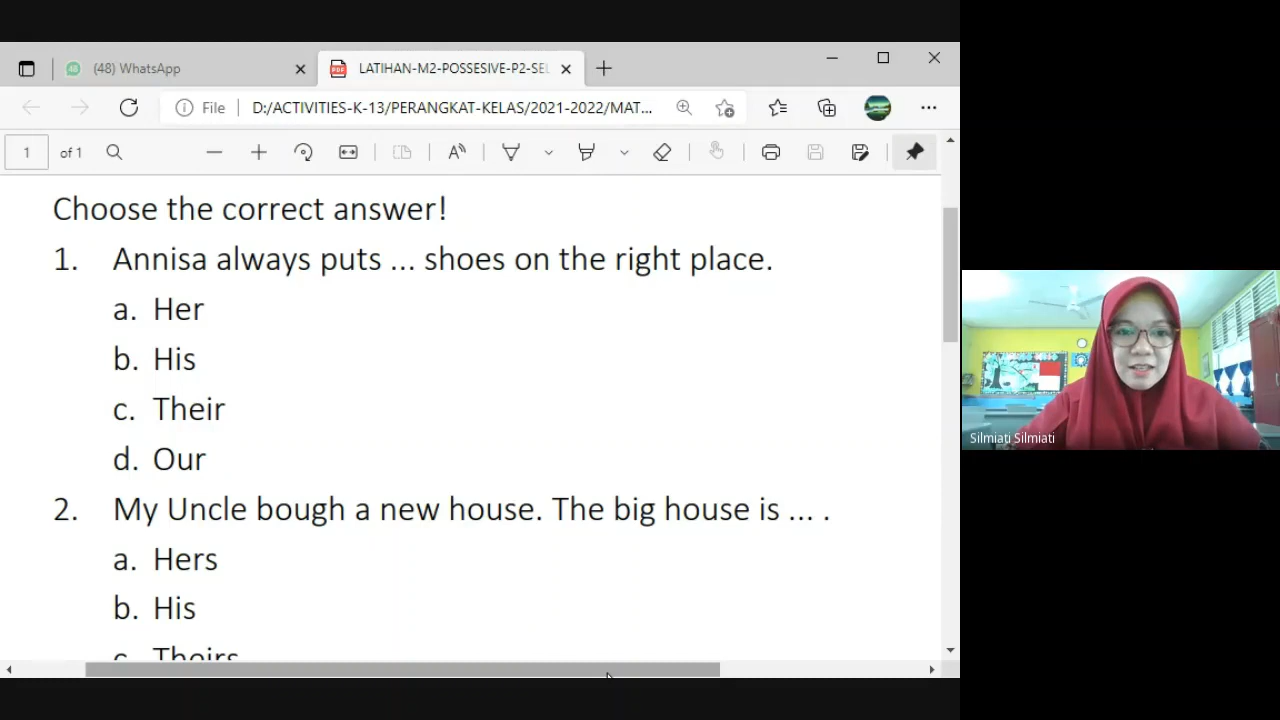 (48) WhatsApp
LATIHAN-M2-POSSESIVE-P2-SEL
File
D:/ACTIVITIES-K-13/PERANGKAT-KELAS/2021-2022/MAT...
1 of 1
Choose the correct answer!
1. Annisa always puts ... shoes on the right place.
a. Her
b. His
c. Their
d. Our
2. My Uncle bough a new house. The big house is ... .
a. Hers
b. His
c. Theirs
Silmiati Silmiati